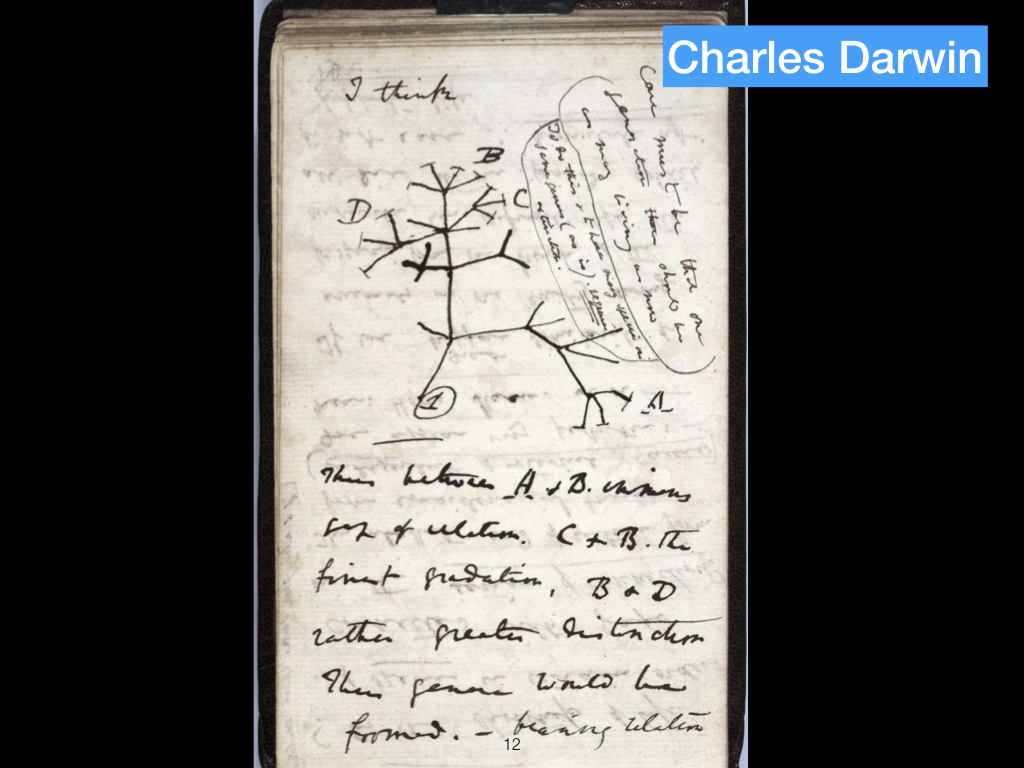 Charles Darwin
I think
Case must be that one
generation then should be
as many living as now
To do this & to have many species in
same genus (as is). requires
extinction.
B
C
D
A
1
Thus between A & B. immense
gap of relation. C & B. the
finest gradation, B & D
rather greater distinction
Thus genera would be
formed. — bearing relation
12